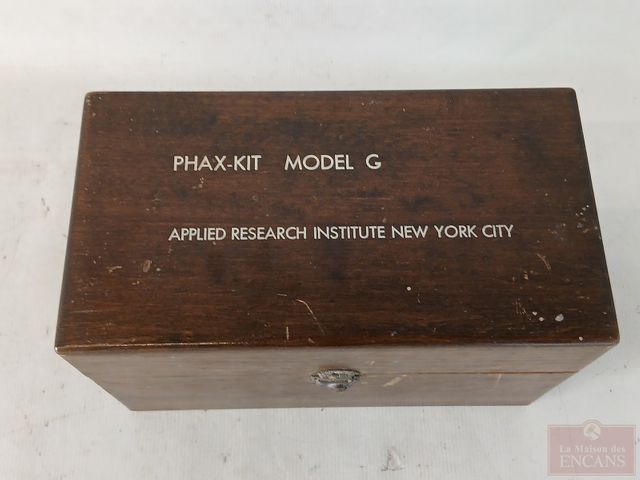 PHAX-KIT MODEL G
APPLIED RESEARCH INSTITUTE NEW YORK CITY
La Maison des
ENCANS